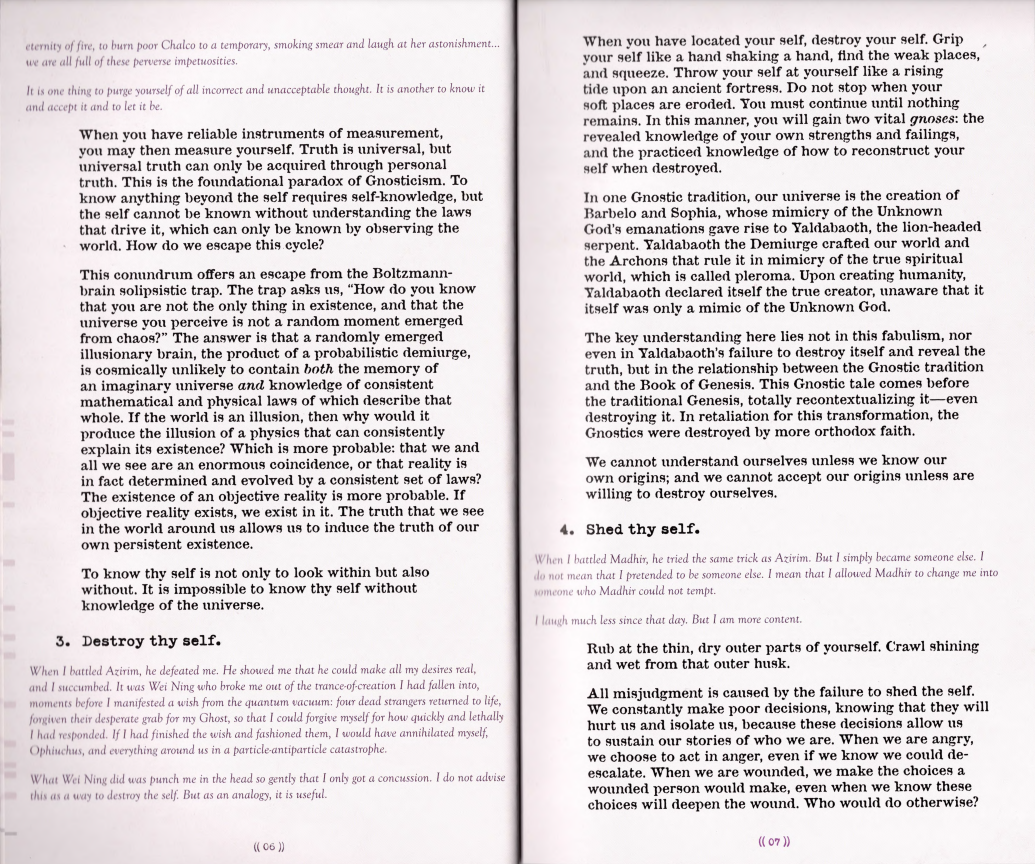 eternity of fire, to burn poor Chalco to a temporary, smoking smear and laugh at her astonishment...
we are all full of these perverse impetuosities.
It is one thing to purge yourself of all incorrect and unacceptable thought. It is another to know it
and accept it and to let it be.
When you have reliable instruments of measurement,
you may then measure yourself. Truth is universal, but
universal truth can only be acquired through personal
truth. This is the foundational paradox of Gnosticism. To
know anything beyond the self requires self-knowledge, but
the self cannot be known without understanding the laws
that drive it, which can only be known by observing the
world. How do we escape this cycle?
This conundrum offers an escape from the Boltzmann-
brain solipsistic trap. The trap asks us, “How do you know
that you are not the only thing in existence, and that the
universe you perceive is not a random moment emerged
from chaos?” The answer is that a randomly emerged
illusionary brain, the product of a probabilistic demiurge,
is cosmically unlikely to contain both the memory of
an imaginary universe and knowledge of consistent
mathematical and physical laws of which describe that
whole. If the world is an illusion, then why would it
produce the illusion of a physics that can consistently
explain its existence? Which is more probable: that we and
all we see are an enormous coincidence, or that reality is
in fact determined and evolved by a consistent set of laws?
The existence of an objective reality is more probable. If
objective reality exists, we exist in it. The truth that we see
in the world around us allows us to induce the truth of our
own persistent existence.
To know thy self is not only to look within but also
without. It is impossible to know thy self without
knowledge of the universe.
3. Destroy thy self.
When I battled Azirim, he defeated me. He showed me that he could make all my desires real,
and I succumbed. It was Wei Ning who broke me out of the trance-of-creation I had fallen into,
moments before I manifested a wish from the quantum vacuum: four dead strangers returned to life,
forgiven their desperate grab for my Ghost, so that I could forgive myself for how quickly and lethally
I had responded. If I had finished the wish and fashioned them, I would have annihilated myself,
Ophiuchus, and everything around us in a particle-antiparticle catastrophe.
What Wei Ning did was punch me in the head so gently that I only got a concussion. I do not advise
this as a way to destroy the self. But as an analogy, it is useful.
(( 06 ))
When you have located your self, destroy your self. Grip
your self like a hand shaking a hand, find the weak places,
and squeeze. Throw your self at yourself like a rising
tide upon an ancient fortress. Do not stop when your
soft places are eroded. You must continue until nothing
remains. In this manner, you will gain two vital gnoses: the
revealed knowledge of your own strengths and failings,
and the practiced knowledge of how to reconstruct your
self when destroyed.
In one Gnostic tradition, our universe is the creation of
Barbelo and Sophia, whose mimicry of the Unknown
God's emanations gave rise to Yaldabaoth, the lion-headed
serpent. Yaldabaoth the Demiurge crafted our world and
the Archons that rule it in mimicry of the true spiritual
world, which is called pleroma. Upon creating humanity,
Yaldabaoth declared itself the true creator, unaware that it
itself was only a mimic of the Unknown God.
The key understanding here lies not in this fabulism, nor
even in Yaldabaoth's failure to destroy itself and reveal the
truth, but in the relationship between the Gnostic tradition
and the Book of Genesis. This Gnostic tale comes before
the traditional Genesis, totally recontextualizing it—even
destroying it. In retaliation for this transformation, the
Gnostics were destroyed by more orthodox faith.
We cannot understand ourselves unless we know our
own origins; and we cannot accept our origins unless are
willing to destroy ourselves.
4. Shed thy self.
When I battled Madhir, he tried the same trick as Azirim. But I simply became someone else. I
do not mean that I pretended to be someone else. I mean that I allowed Madhir to change me into
someone who Madhir could not tempt.
I laugh much less since that day. But I am more content.
Rub at the thin, dry outer parts of yourself. Crawl shining
and wet from that outer husk.
All misjudgment is caused by the failure to shed the self.
We constantly make poor decisions, knowing that they will
hurt us and isolate us, because these decisions allow us
to sustain our stories of who we are. When we are angry,
we choose to act in anger, even if we know we could de-
escalate. When we are wounded, we make the choices a
wounded person would make, even when we know these
choices will deepen the wound. Who would do otherwise?
(( 07 ))